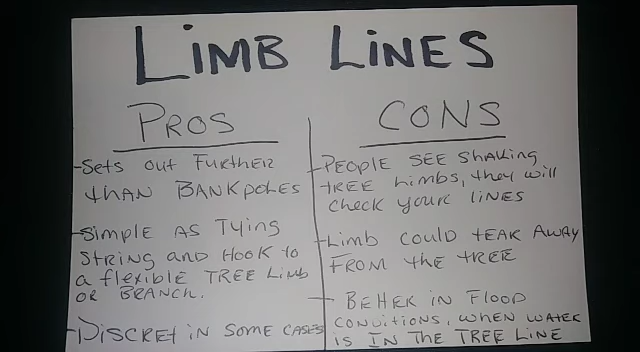 LIMB LINES
PROS
-Sets out Further
than BANKpoles
-Simple AS Tying
STRING and Hook to
a flexible TREE Limb
OR BRANCH.
-DISCRET in SOME CASES
CONS
-PEOPLE SEE Shaking
TREE Limbs, they will
Check your LINES
-Limb COULD tEAR AWAY
FROM the tREE
- BEttER in FlOOD
CONDITIONS, WHEN WATER
IS IN THE TREE LINE